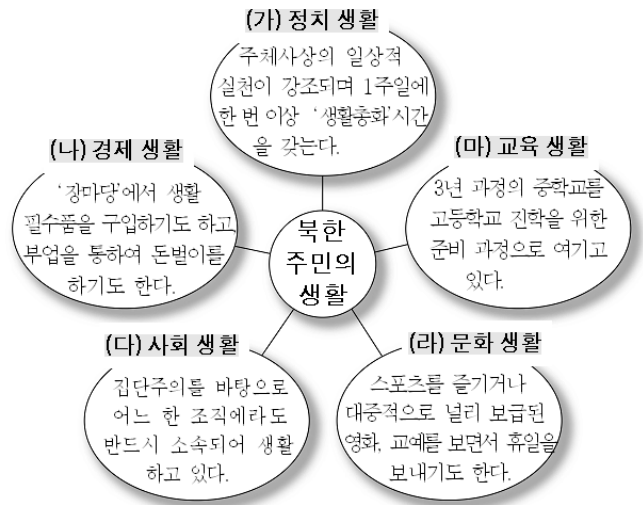 (가) 정치 생활
주체사상의 일상적
실천이 강조되며 1주일에
한 번 이상 '생활총화'시간
을 갖는다.
(나) 경제 생활
'장마당'에서 생활
필수품을 구입하기도 하고,
부업을 통하여 돈벌이를
하기도 한다.
(마) 교육 생활
3년 과정의 중학교를
고등학교 진학을 위한
준비 과정으로 여기고
있다.
북한
주민의
생활
(다) 사회 생활
집단주의를 바탕으로
어느 한 조직에라도
반드시 소속되어 생활
하고 있다.
(라) 문화 생활
스포츠를 즐기거나
대중적으로 널리 보급된
영화, 교예를 보면서 휴일을
보내기도 한다.